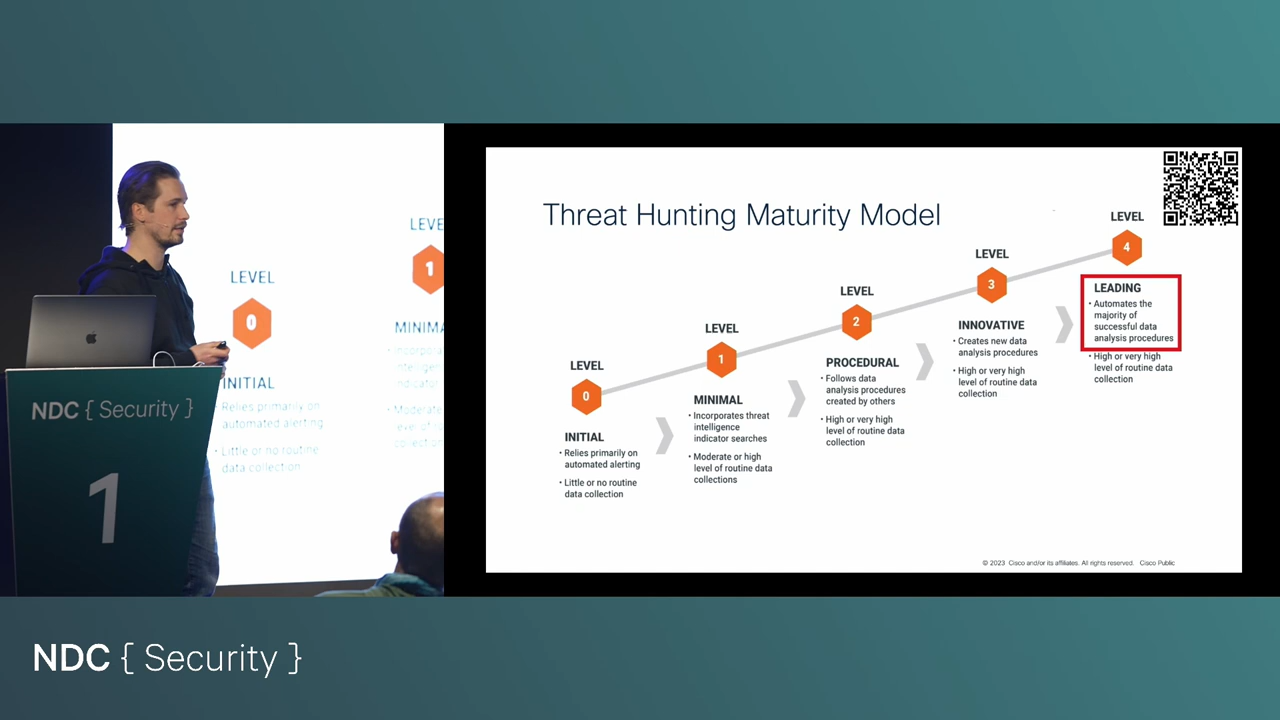 LEVEL
0
INITIAL
Relies primarily on
automated alerting
Little or no routine
data collection
LEVE
1
MINIMA
Moderate
NDC { Security }
1
Threat Hunting Maturity Model
LEVEL
0
INITIAL
• Relies primarily on
automated alerting
• Little or no routine
data collection
LEVEL
1
MINIMAL
• Incorporates threat
intelligence
indicator searches
• Moderate or high
level of routine data
collections
LEVEL
2
PROCEDURAL
• Follows data
analysis procedures
created by others
• High or very high
level of routine data
collection
LEVEL
3
INNOVATIVE
• Creates new data
analysis procedures
• High or very high
level of routine data
collection
LEVEL
4
LEADING
• Automates the
majority of
successful data
analysis procedures
• High or very high
level of routine data
collection
© 2023 Cisco and/or its affiliates. All rights reserved. Cisco Public
NDC { Security }